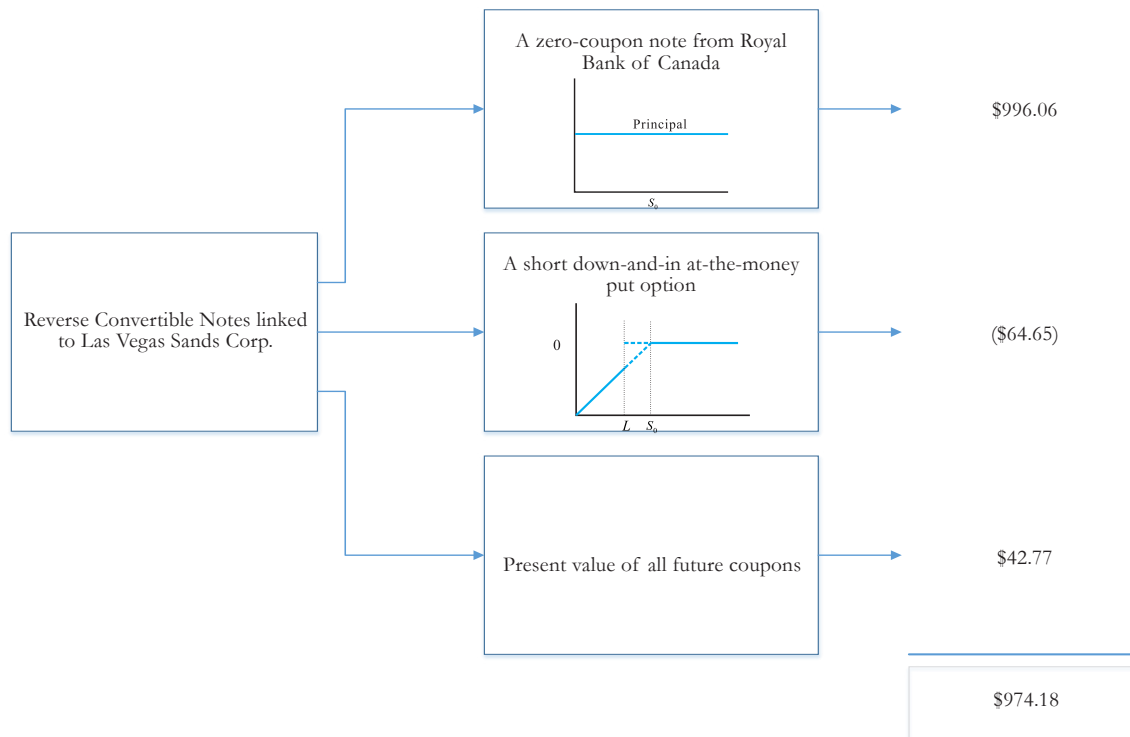 A zero-coupon note from Royal
Bank of Canada
Principal
S₀
$996.06
Reverse Convertible Notes linked
to Las Vegas Sands Corp.
A short down-and-in at-the-money
put option
0
L S₀
($64.65)
Present value of all future coupons
$42.77
$974.18